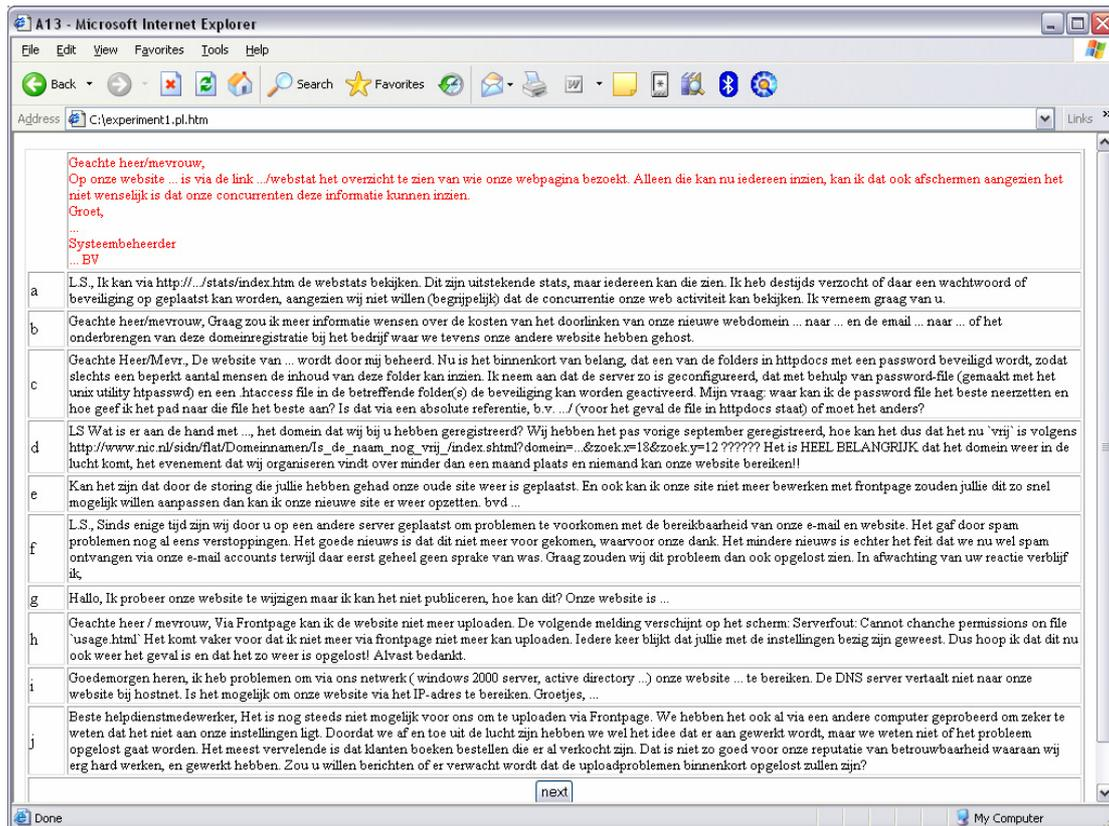 A13 - Microsoft Internet Explorer
File Edit View Favorites Tools Help
Back Search Favorites
Address C:\experiment1.pl.htm Links »
Geachte heer/mevrouw,
Op onze website ... is via de link .../webstat het overzicht te zien van wie onze webpagina bezoekt. Alleen die kan nu iedereen inzien, kan ik dat ook afschermen aangezien het
niet wenselijk is dat onze concurrenten deze informatie kunnen inzien.
Groet,
...
Systeembeheerder
... BV
a L.S., Ik kan via http://.../stats/index.htm de webstats bekijken. Dit zijn uitstekende stats, maar iedereen kan die zien. Ik heb destijds verzocht of daar een wachtwoord of
beveiliging op geplaatst kan worden, aangezien wij niet willen (begrijpelijk) dat de concurrentie onze web activiteit kan bekijken. Ik verneem graag van u.
b Geachte heer/mevrouw, Graag zou ik meer informatie wensen over de kosten van het doorlinken van onze nieuwe webdomein ... naar ... en de email ... naar ... of het
onderbrengen van deze domeinregistratie bij het bedrijf waar we tevens onze andere website hebben gehost.
c Geachte Heer/Mevr., De website van ... wordt door mij beheerd. Nu is het binnenkort van belang, dat een van de folders in httpdocs met een password beveiligd wordt, zodat
slechts een beperkt aantal mensen de inhoud van deze folder kan inzien. Ik neem aan dat de server zo is geconfigureerd, dat met behulp van password-file (gemaakt met het
unix utility htpasswd) en een .htaccess file in de betreffende folder(s) de beveiliging kan worden geactiveerd. Mijn vraag: waar kan ik de password file het beste neerzetten en
hoe geef ik het pad naar die file het beste aan? Is dat via een absolute referentie, b.v. .../ (voor het geval de file in httpdocs staat) of moet het anders?
d LS Wat is er aan de hand met ..., het domein dat wij bij u hebben geregistreerd? Wij hebben het pas vorige september geregistreerd, hoe kan het dus dat het nu `vrij` is volgens
http://www.nic.nl/sidn/flat/Domeinnamen/Is_de_naam_nog_vrij_/index.shtml?domein=...&zoek.x=18&zoek.y=12 ?????? Het is HEEL BELANGRIJK dat het domein weer in de
lucht komt, het evenement dat wij organiseren vindt over minder dan een maand plaats en niemand kan onze website bereiken!!
e Kan het zijn dat door de storing die jullie hebben gehad onze oude site weer is geplaatst. En ook kan ik onze site niet meer bewerken met frontpage zouden jullie dit zo snel
mogelijk willen aanpassen dan kan ik onze nieuwe site er weer opzetten. bvd ...
f L.S., Sinds enige tijd zijn wij door u op een andere server geplaatst om problemen te voorkomen met de bereikbaarheid van onze e-mail en website. Het gaf door spam
problemen nog al eens verstoppingen. Het goede nieuws is dat dit niet meer voor gekomen, waarvoor onze dank. Het mindere nieuws is echter het feit dat we nu wel spam
ontvangen via onze e-mail accounts terwijl daar eerst geheel geen sprake van was. Graag zouden wij dit probleem dan ook opgelost zien. In afwachting van uw reactie verblijf
ik,
g Hallo, Ik probeer onze website te wijzigen maar ik kan het niet publiceren, hoe kan dit? Onze website is ...
h Geachte heer / mevrouw, Via Frontpage kan ik de website niet meer uploaden. De volgende melding verschijnt op het scherm: Serverfout: Cannot chanche permissions on file
`usage.html` Het komt vaker voor dat ik niet meer via frontpage niet meer kan uploaden. Iedere keer blijkt dat jullie met de instellingen bezig zijn geweest. Dus hoop ik dat dit nu
ook weer het geval is en dat het zo weer is opgelost! Alvast bedankt.
i Goedemorgen heren, ik heb problemen om via ons netwerk ( windows 2000 server, active directory ...) onze website ... te bereiken. De DNS server vertaalt niet naar onze
website bij hostnet. Is het mogelijk om onze website via het IP-adres te bereiken. Groetjes, ...
j Beste helpdienstmedewerker, Het is nog steeds niet mogelijk voor ons om te uploaden via Frontpage. We hebben het ook al via een andere computer geprobeerd om zeker te
weten dat het niet aan onze instellingen ligt. Doordat we af en toe uit de lucht zijn hebben we wel het idee dat er aan gewerkt wordt, maar we weten niet of het probleem
opgelost gaat worden. Het meest vervelende is dat klanten boeken bestellen die er al verkocht zijn. Dat is niet zo goed voor onze reputatie van betrouwbaarheid waaraan wij
erg hard werken, en gewerkt hebben. Zou u willen berichten of er verwacht wordt dat de uploadproblemen binnenkort opgelost zullen zijn?
next
Done My Computer